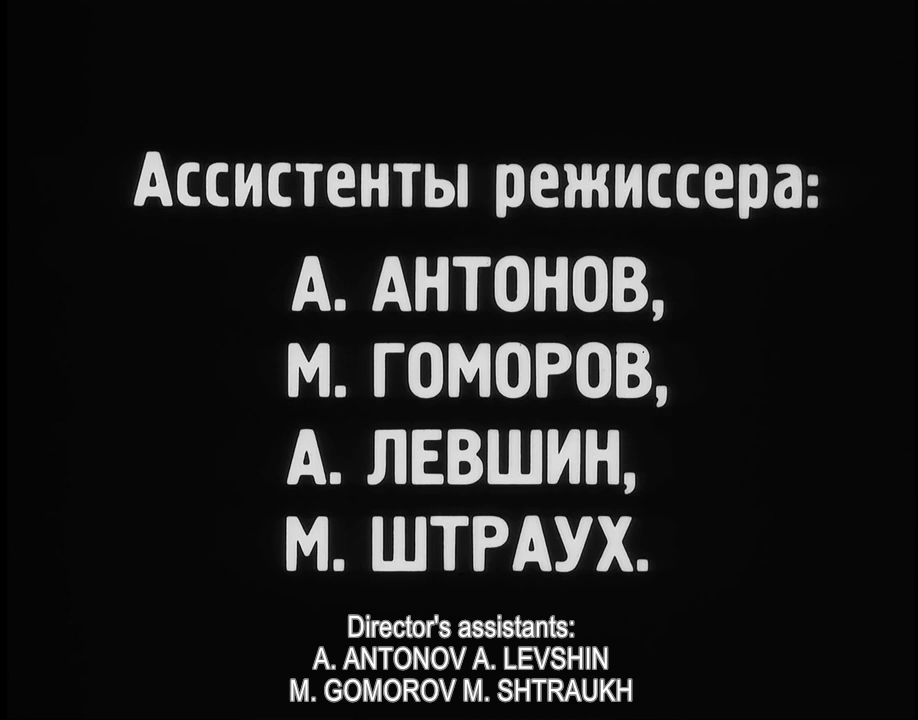 Ассистенты режиссера:
А. АНТОНОВ,
М. ГОМОРОВ,
А. ЛЕВШИН,
М. ШТРАУХ.
Director's assistants:
A. ANTONOV A. LEVSHIN
M. GOMOROV M. SHTRAUKH